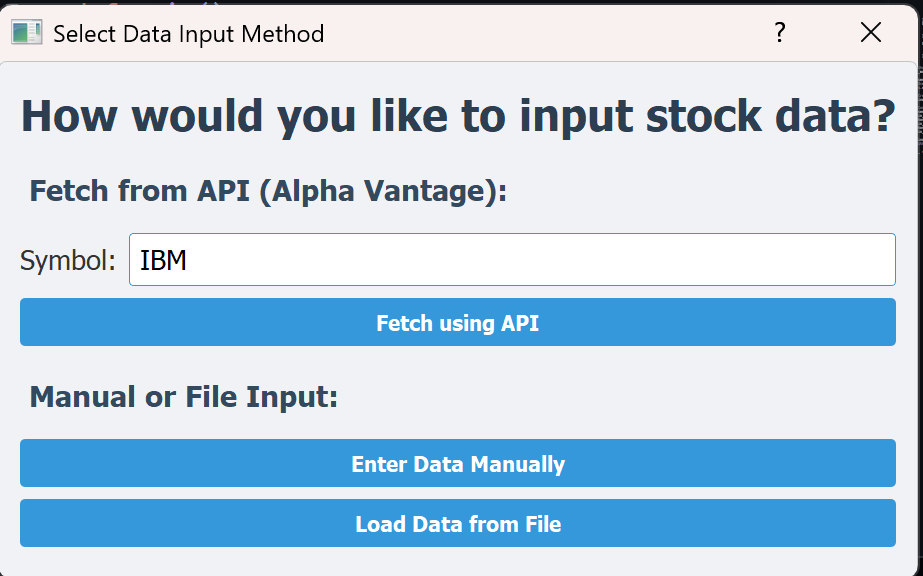 Select Data Input Method
?
How would you like to input stock data?
Fetch from API (Alpha Vantage):
Symbol: IBM
Fetch using API
Manual or File Input:
Enter Data Manually
Load Data from File